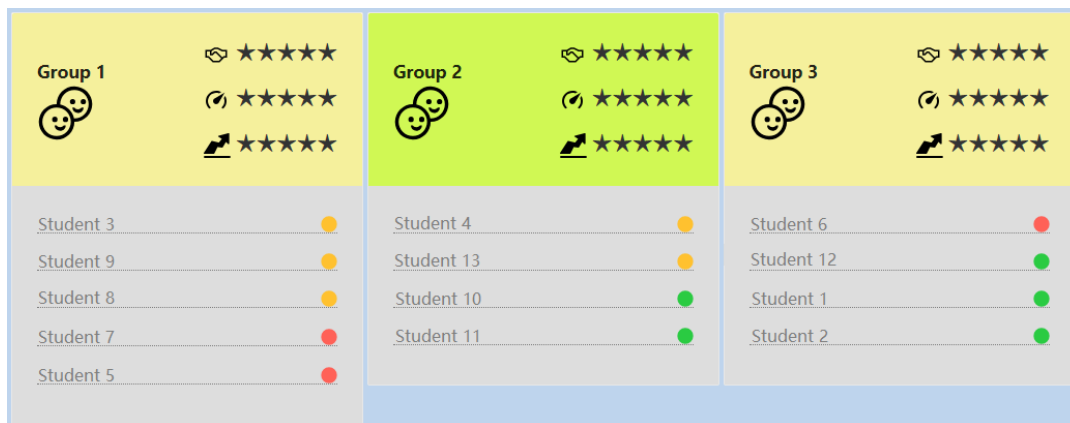 Group 1
Student 3
Student 9
Student 8
Student 7
Student 5
Group 2
Student 4
Student 13
Student 10
Student 11
Group 3
Student 6
Student 12
Student 1
Student 2